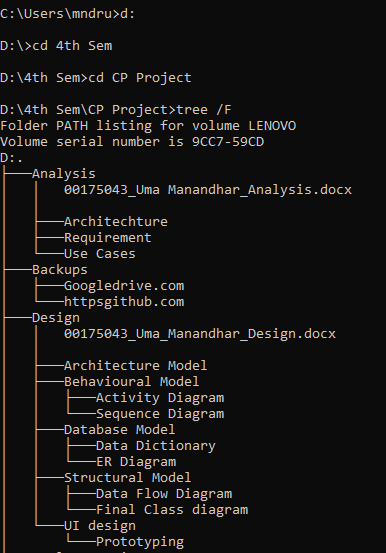 C:\Users\mndru>d:
D:\>cd 4th Sem
D:\4th Sem>cd CP Project
D:\4th Sem\CP Project>tree /F
Folder PATH listing for volume LENOVO
Volume serial number is 9CC7-59CD
D:.
├───Analysis
│   │   00175043_Uma Manandhar_Analysis.docx
│   │
│   ├───Architechture
│   ├───Requirement
│   └───Use Cases
├───Backups
│   ├───Googledrive.com
│   └───httpsgithub.com
├───Design
│   │   00175043_Uma_Manandhar_Design.docx
│   │
│   ├───Architecture Model
│   ├───Behavioural Model
│   │   ├───Activity Diagram
│   │   └───Sequence Diagram
│   ├───Database Model
│   │   ├───Data Dictionary
│   │   └───ER Diagram
│   ├───Structural Model
│   │   ├───Data Flow Diagram
│   │   └───Final Class diagram
│   └───UI design
│       └───Prototyping